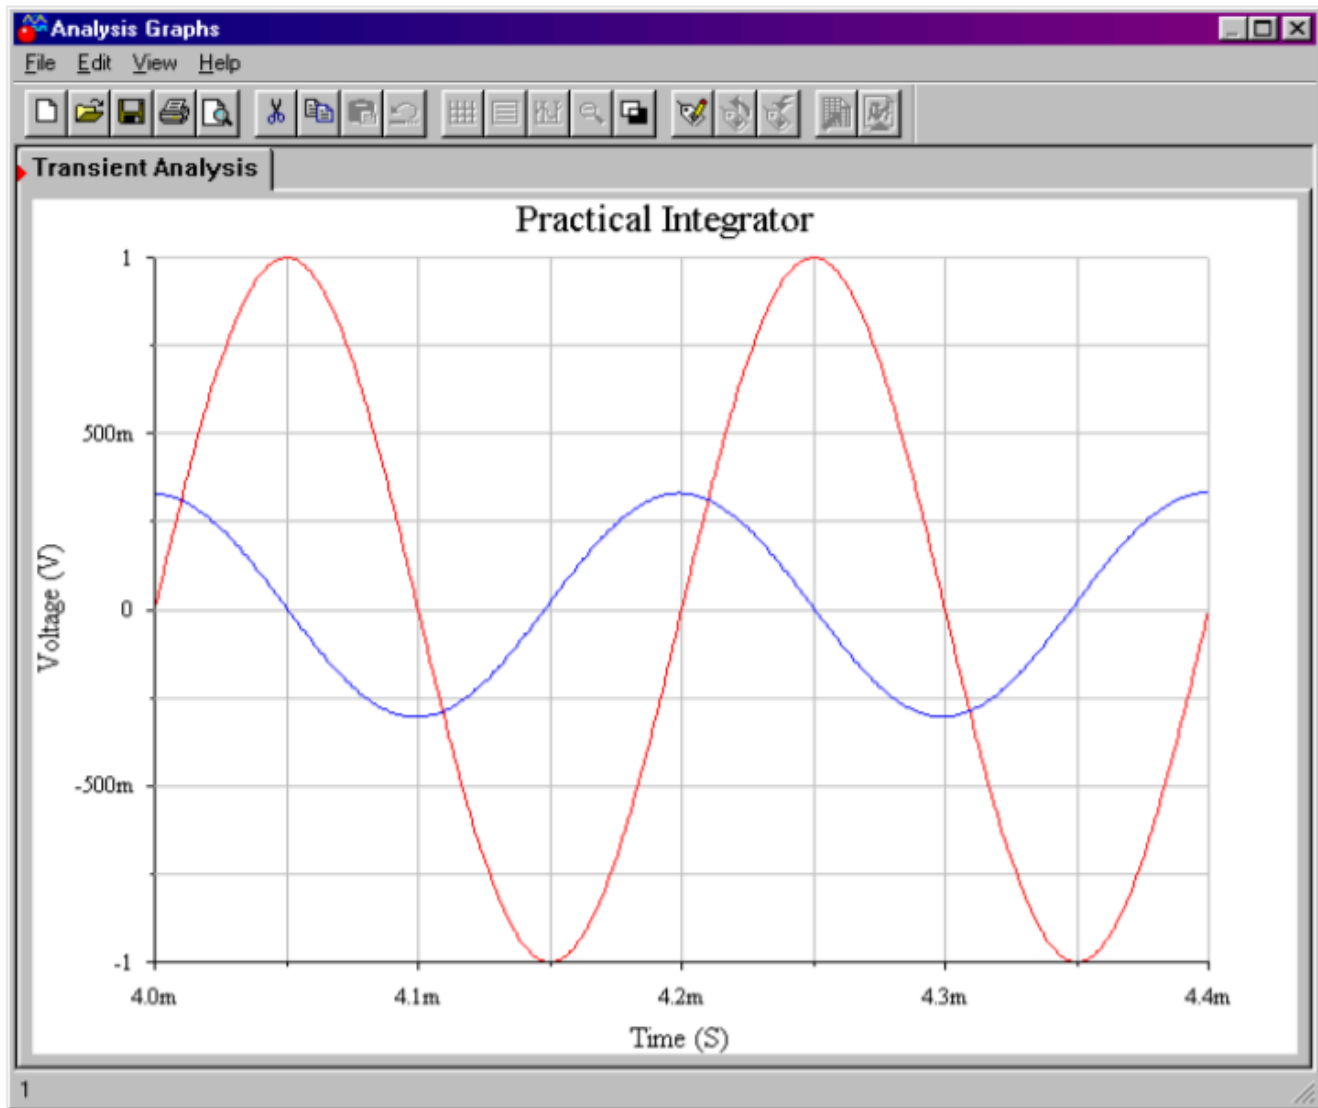 Analysis Graphs
File Edit View Help
Transient Analysis
Practical Integrator
1
500m
0
-500m
-1
Voltage (V)
4.0m 4.1m 4.2m 4.3m 4.4m
Time (S)
1